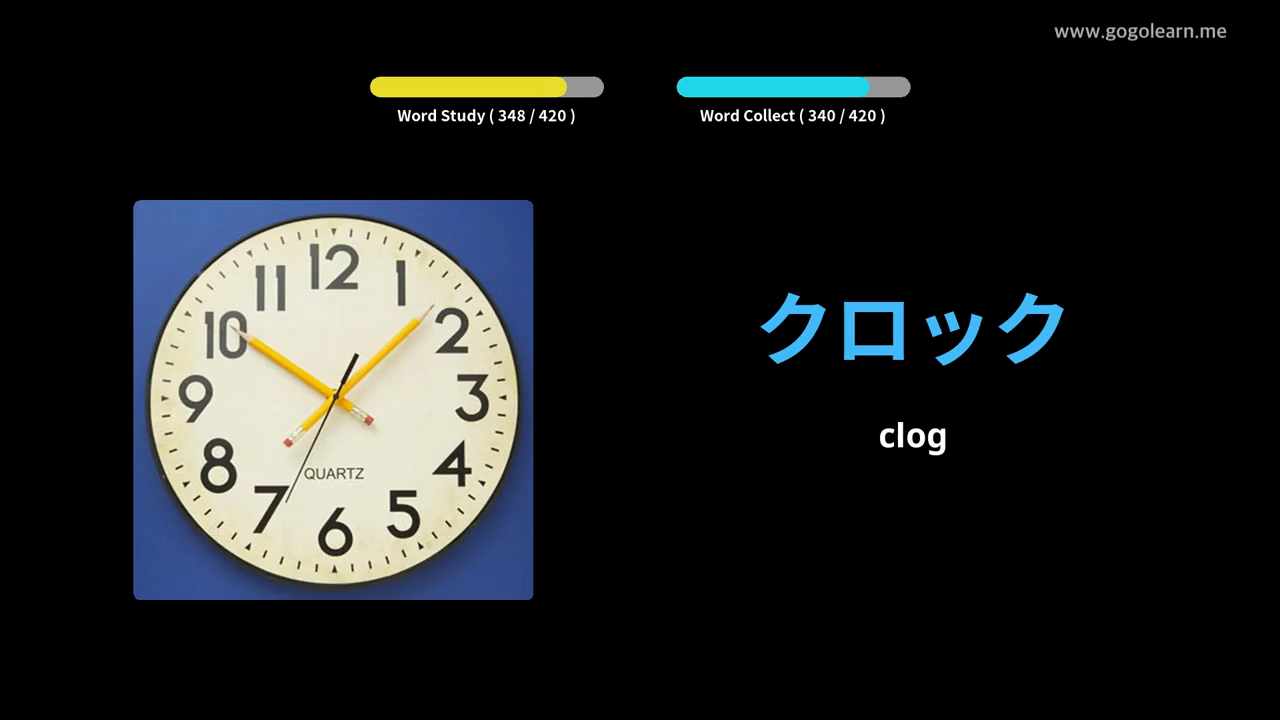 www.gogolearn.me
Word Study ( 348 / 420 )
Word Collect ( 340 / 420 )
12
11
1
10
2
9
3
8
4
QUARTZ
7
5
6
クロック
clog